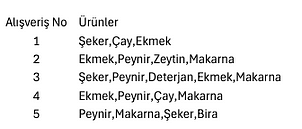 Alışveriş No Ürünler
1 Şeker,Çay,Ekmek
2 Ekmek,Peynir,Zeytin,Makarna
3 Şeker,Peynir,Deterjan,Ekmek,Makarna
4 Ekmek,Peynir,Çay,Makarna
5 Peynir,Makarna,Şeker,Bira